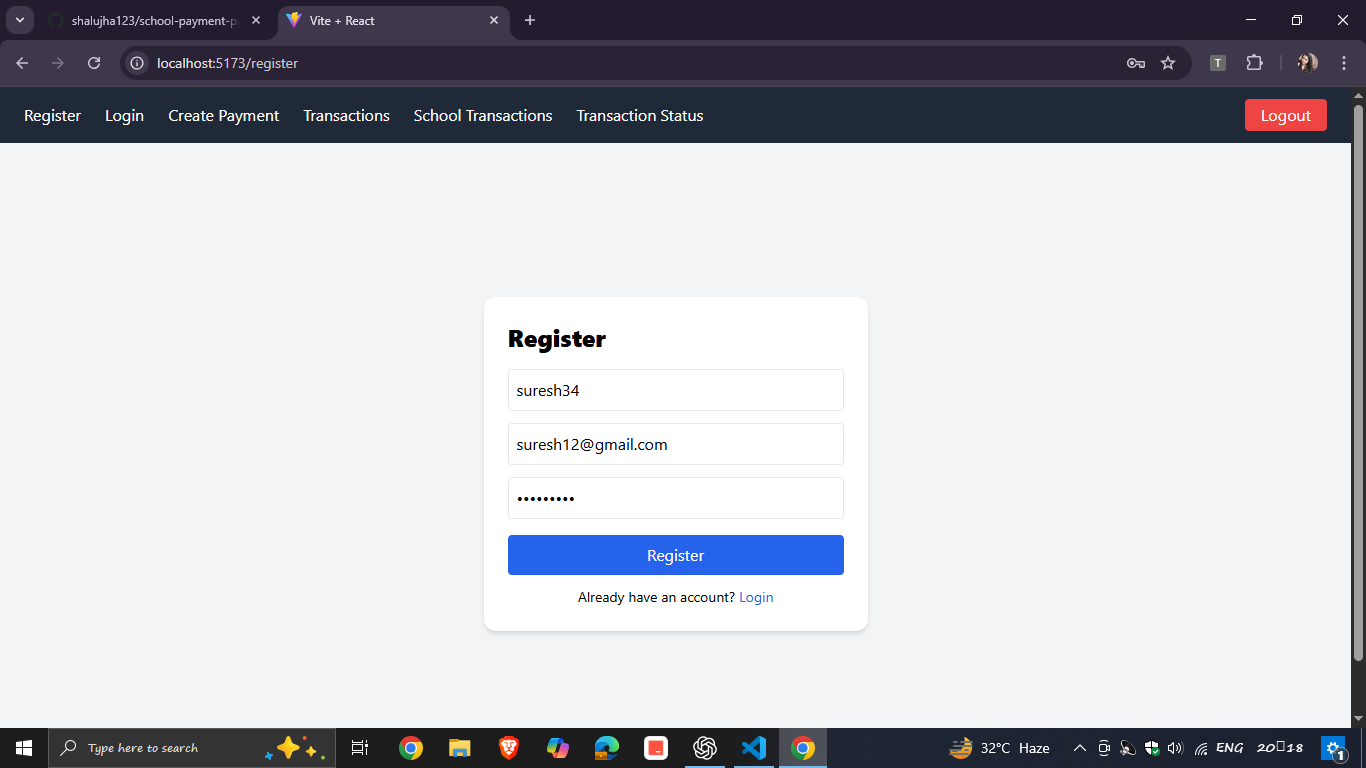 shalujha123/school-payment-p
Vite + React
localhost:5173/register
T
Register Login Create Payment Transactions School Transactions Transaction Status Logout
Register
suresh34
suresh12@gmail.com
•••••••••
Register
Already have an account? Login
Type here to search
32°C Haze
ENG
20▯18
1